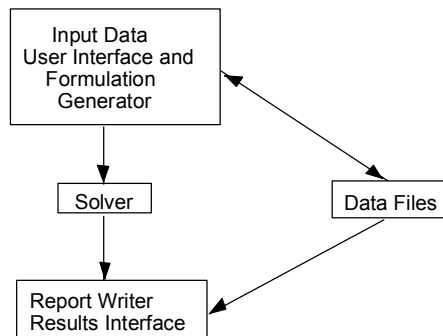 Input Data
User Interface and
Formulation
Generator
Solver
Data Files
Report Writer
Results Interface